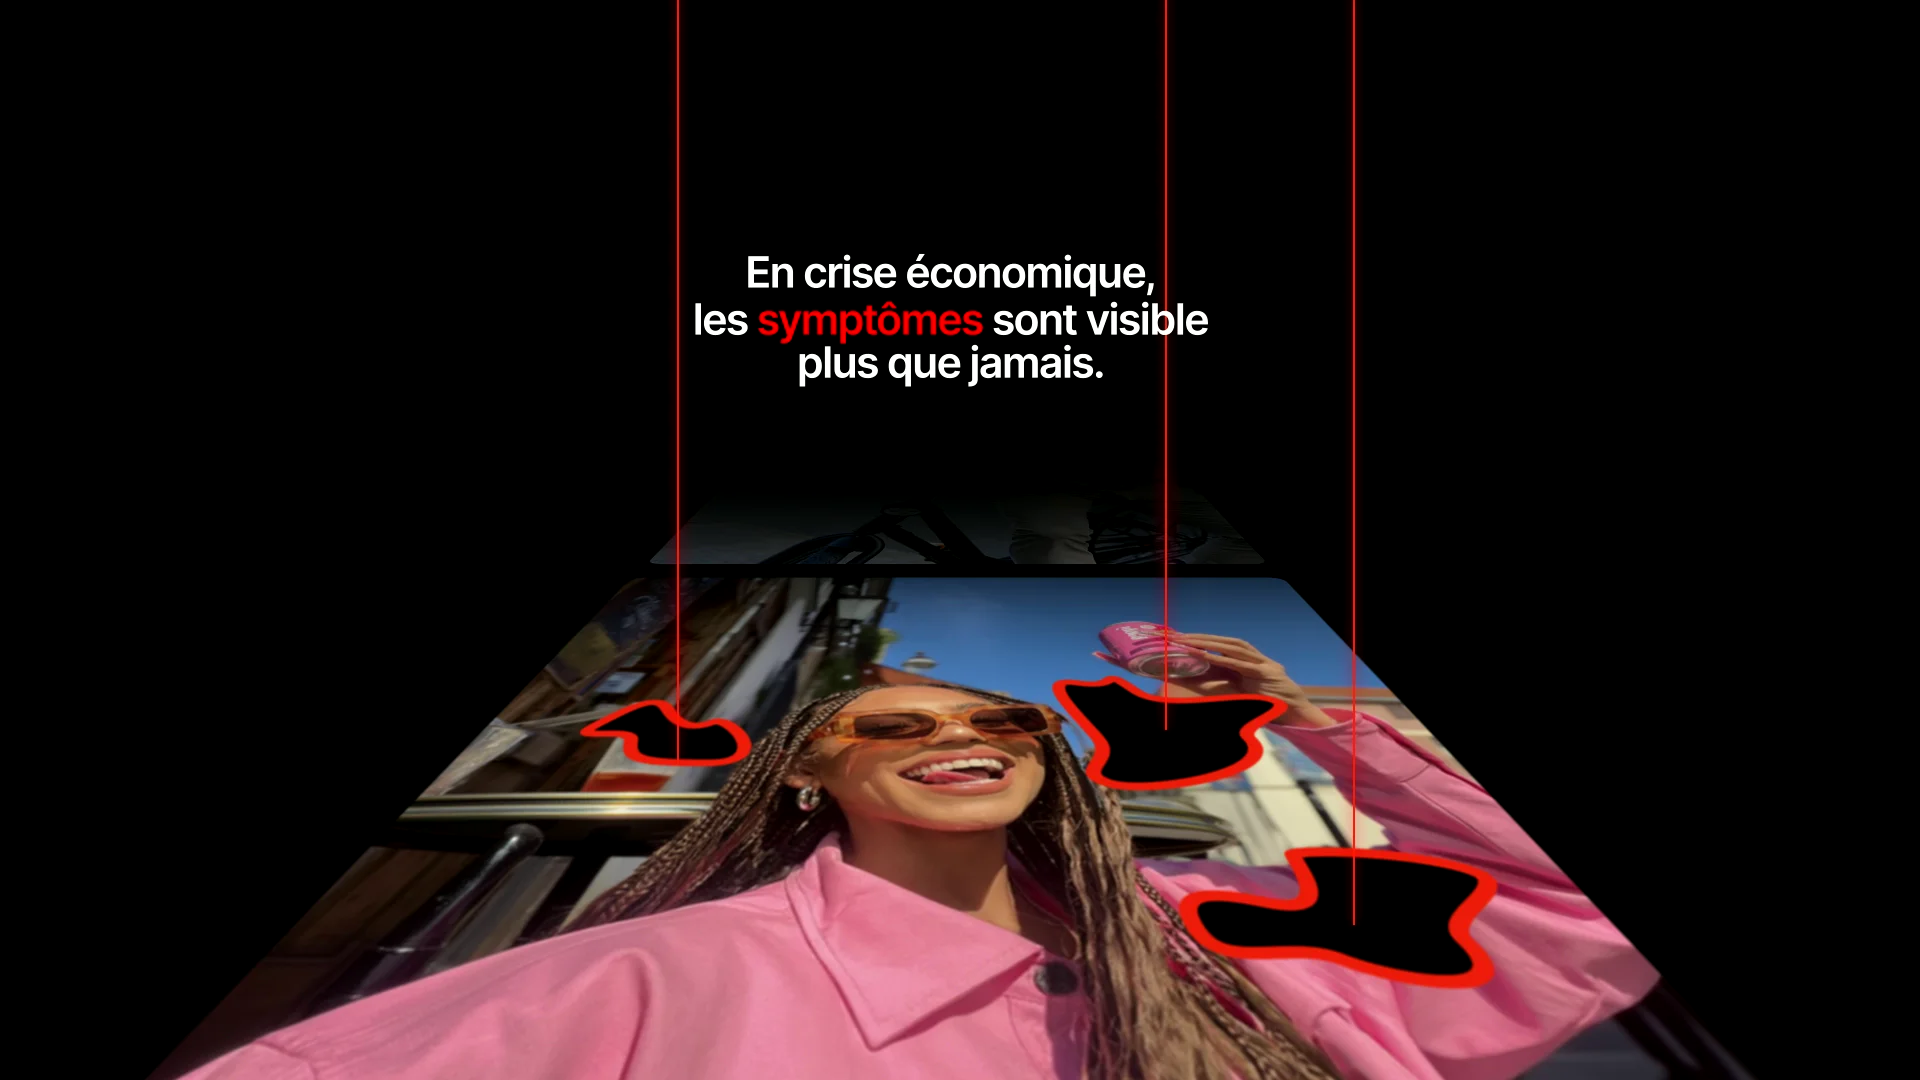 En crise économique,
les symptômes sont visible
plus que jamais.